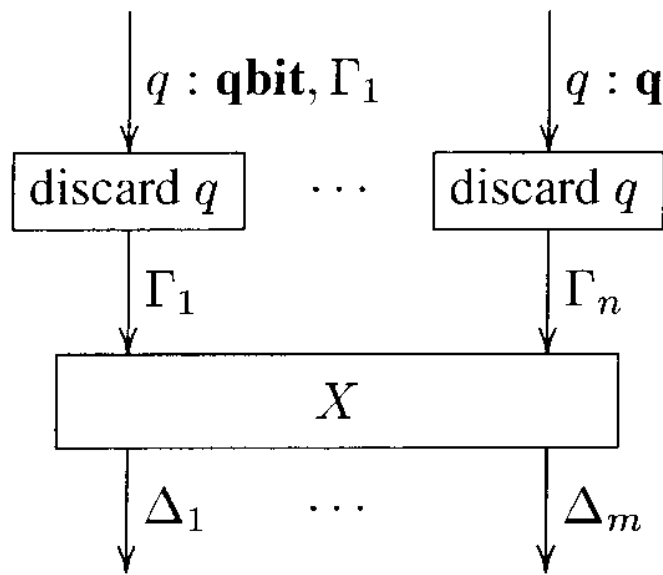 q : qbit, Γ₁ q : q
discard q ... discard q
Γ₁ Γₙ
X
Δ₁ ... Δₘ